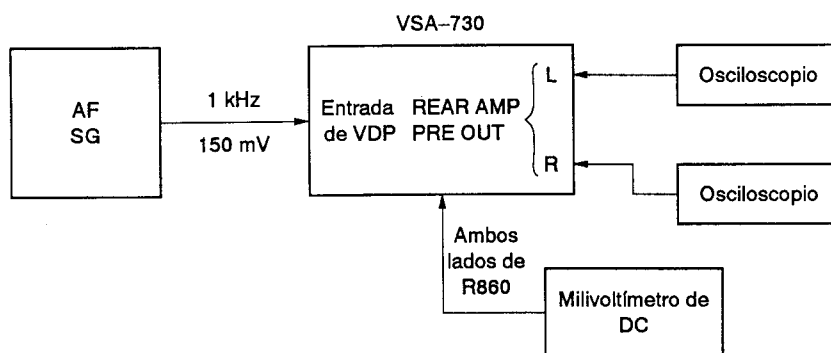 VSA–730
AF
SG
1 kHz
150 mV
Entrada
de VDP
REAR AMP
PRE OUT
L
R
Osciloscopio
Osciloscopio
Ambos
lados de
R860
Milivoltímetro de
DC